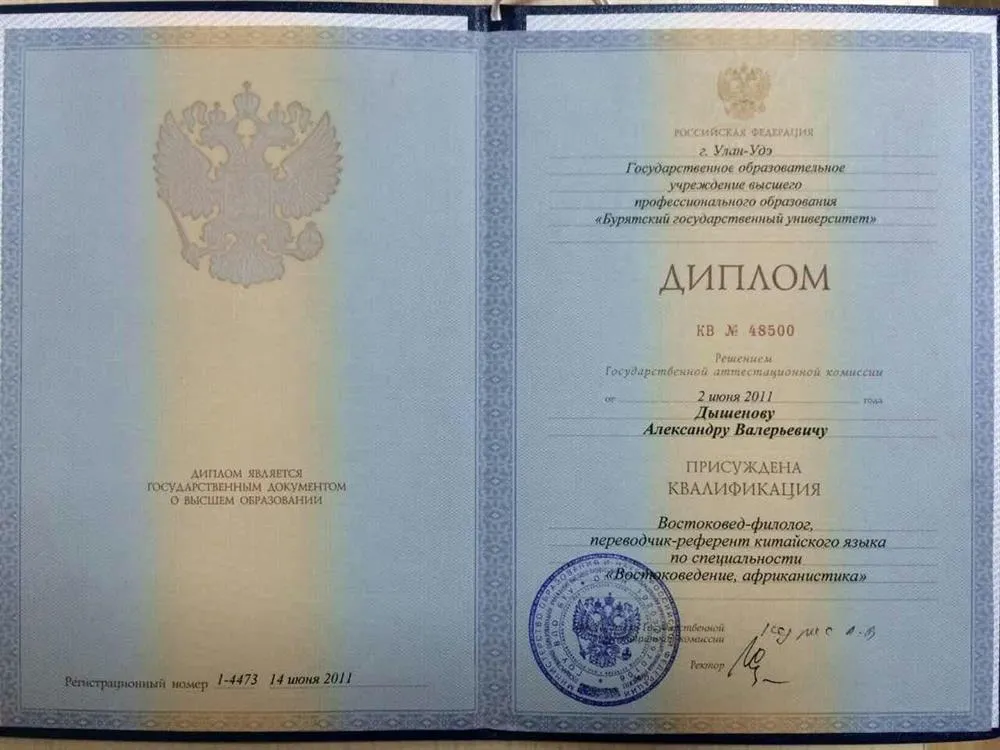 ДИПЛОМ ЯВЛЯЕТСЯ
ГОСУДАРСТВЕННЫМ ДОКУМЕНТОМ
О ВЫСШЕМ ОБРАЗОВАНИИ
Регистрационный номер 1-4473 14 июня 2011
РОССИЙСКАЯ ФЕДЕРАЦИЯ
г. Улан-Удэ
Государственное образовательное
учреждение высшего
профессионального образования
«Бурятский государственный университет»
ДИПЛОМ
КВ № 48500
Решением
Государственной аттестационной комиссии
от 2 июня 2011 года
Дышенову
Александру Валерьевичу
ПРИСУЖДЕНА
КВАЛИФИКАЦИЯ
Востоковед-филолог,
переводчик-референт китайского языка
по специальности
«Востоковедение, африканистика»
Государственной
комиссии
Ректор